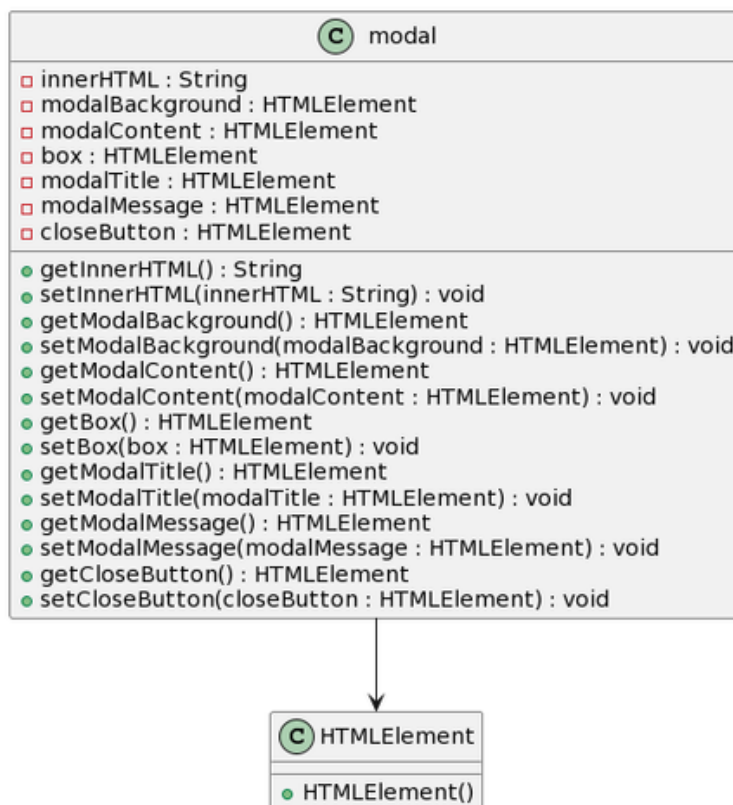 C modal
innerHTML : String
modalBackground : HTMLElement
modalContent : HTMLElement
box : HTMLElement
modalTitle : HTMLElement
modalMessage : HTMLElement
closeButton : HTMLElement
getInnerHTML() : String
setInnerHTML(innerHTML : String) : void
getModalBackground() : HTMLElement
setModalBackground(modalBackground : HTMLElement) : void
getModalContent() : HTMLElement
setModalContent(modalContent : HTMLElement) : void
getBox() : HTMLElement
setBox(box : HTMLElement) : void
getModalTitle() : HTMLElement
setModalTitle(modalTitle : HTMLElement) : void
getModalMessage() : HTMLElement
setModalMessage(modalMessage : HTMLElement) : void
getCloseButton() : HTMLElement
setCloseButton(closeButton : HTMLElement) : void
C HTMLElement
HTMLElement()